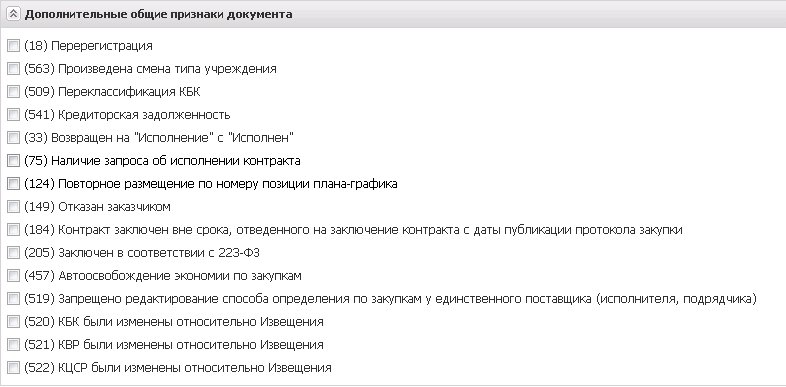 Дополнительные общие признаки документа
(18) Перерегистрация
(563) Произведена смена типа учреждения
(509) Переклассификация КБК
(541) Кредиторская задолженность
(33) Возвращен на "Исполнение" с "Исполнен"
(75) Наличие запроса об исполнении контракта
(124) Повторное размещение по номеру позиции плана-графика
(149) Отказан заказчиком
(184) Контракт заключен вне срока, отведенного на заключение контракта с даты публикации протокола закупки
(205) Заключен в соответствии с 223-ФЗ
(457) Автоосвобождение экономии по закупкам
(519) Запрещено редактирование способа определения по закупкам у единственного поставщика (исполнителя, подрядчика)
(520) КБК были изменены относительно Извещения
(521) КВР были изменены относительно Извещения
(522) КЦСР были изменены относительно Извещения